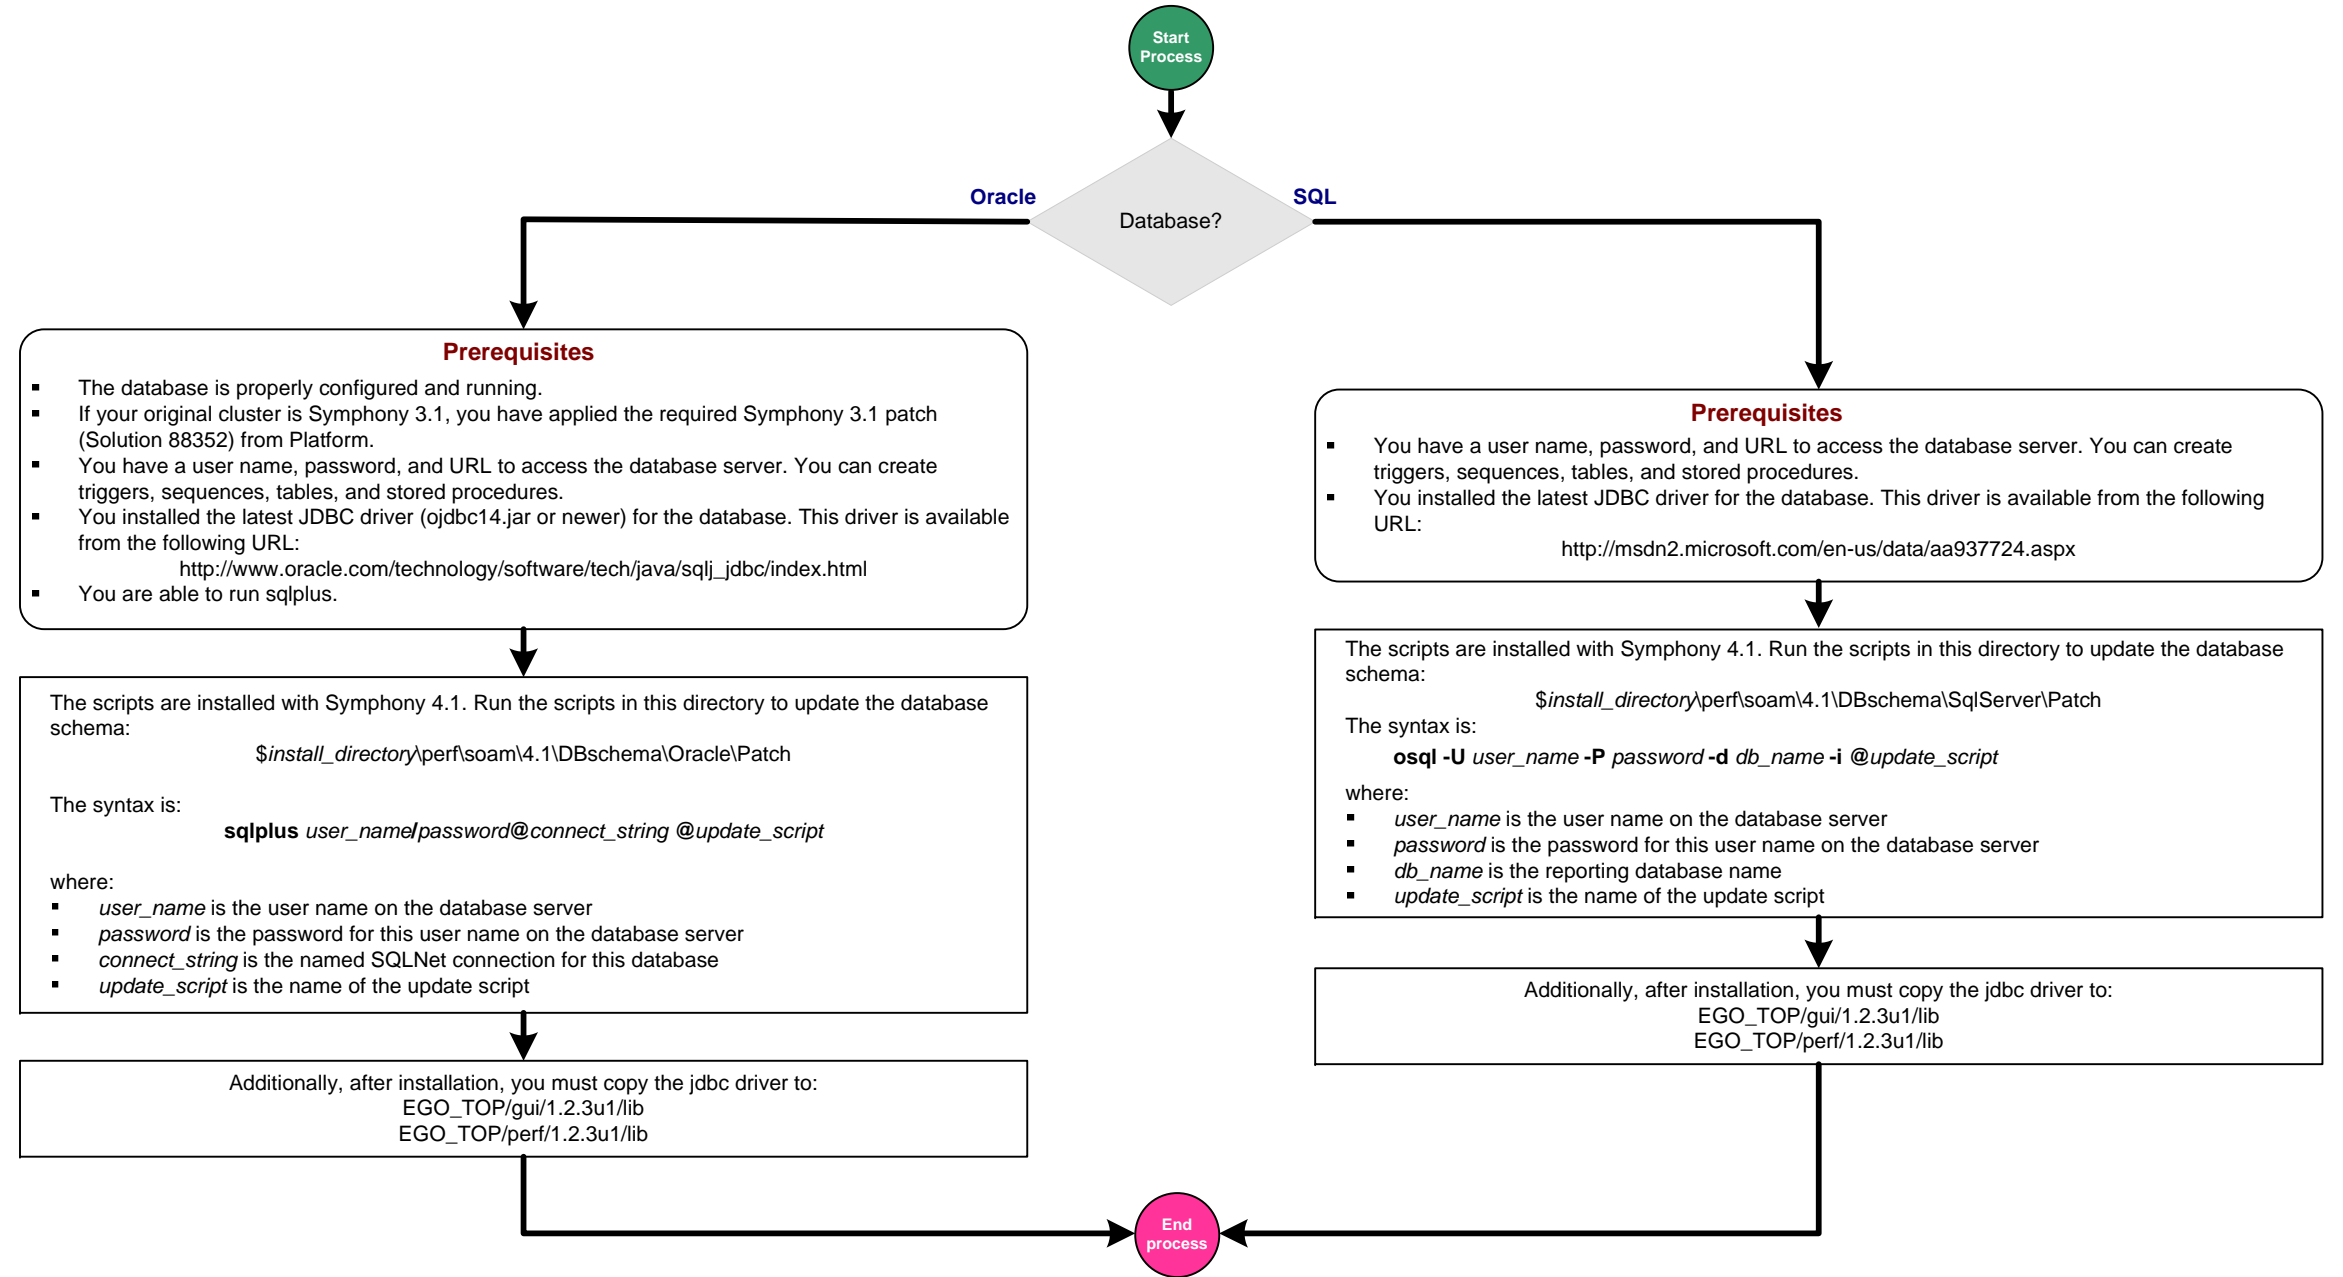 Start
Process
Oracle
SQL
Database?
Prerequisites
▪ The database is properly configured and running.
▪ If your original cluster is Symphony 3.1, you have applied the required Symphony 3.1 patch
(Solution 88352) from Platform.
▪ You have a user name, password, and URL to access the database server. You can create
triggers, sequences, tables, and stored procedures.
▪ You installed the latest JDBC driver (ojdbc14.jar or newer) for the database. This driver is available
from the following URL:
http://www.oracle.com/technology/software/tech/java/sqlj_jdbc/index.html
▪ You are able to run sqlplus.
The scripts are installed with Symphony 4.1. Run the scripts in this directory to update the database
schema:
$install_directory\perf\soam\4.1\DBschema\Oracle\Patch
The syntax is:
sqlplus user_name/password@connect_string @update_script
where:
▪ user_name is the user name on the database server
▪ password is the password for this user name on the database server
▪ connect_string is the named SQLNet connection for this database
▪ update_script is the name of the update script
Additionally, after installation, you must copy the jdbc driver to:
EGO_TOP/gui/1.2.3u1/lib
EGO_TOP/perf/1.2.3u1/lib
Prerequisites
▪ You have a user name, password, and URL to access the database server. You can create
triggers, sequences, tables, and stored procedures.
▪ You installed the latest JDBC driver for the database. This driver is available from the following
URL:
http://msdn2.microsoft.com/en-us/data/aa937724.aspx
The scripts are installed with Symphony 4.1. Run the scripts in this directory to update the database
schema:
$install_directory\perf\soam\4.1\DBschema\SqlServer\Patch
The syntax is:
osql -U user_name -P password -d db_name -i @update_script
where:
▪ user_name is the user name on the database server
▪ password is the password for this user name on the database server
▪ db_name is the reporting database name
▪ update_script is the name of the update script
Additionally, after installation, you must copy the jdbc driver to:
EGO_TOP/gui/1.2.3u1/lib
EGO_TOP/perf/1.2.3u1/lib
End
process